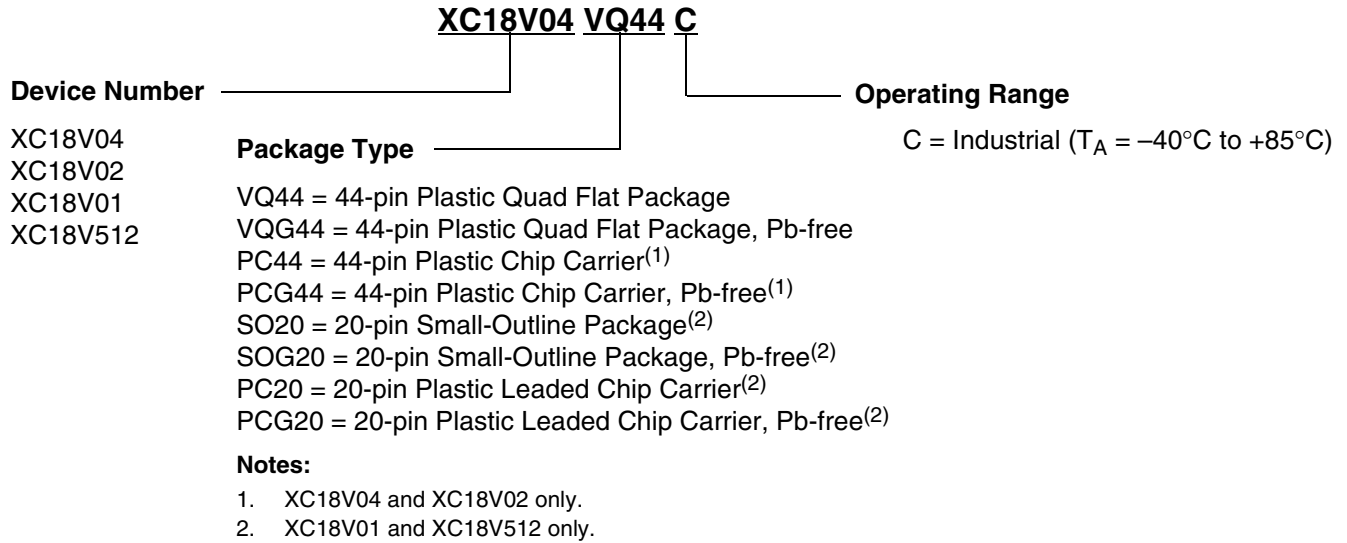 XC18V04 VQ44 C
Device Number
XC18V04
XC18V02
XC18V01
XC18V512
Package Type
VQ44 = 44-pin Plastic Quad Flat Package
VQG44 = 44-pin Plastic Quad Flat Package, Pb-free
PC44 = 44-pin Plastic Chip Carrier(1)
PCG44 = 44-pin Plastic Chip Carrier, Pb-free(1)
SO20 = 20-pin Small-Outline Package(2)
SOG20 = 20-pin Small-Outline Package, Pb-free(2)
PC20 = 20-pin Plastic Leaded Chip Carrier(2)
PCG20 = 20-pin Plastic Leaded Chip Carrier, Pb-free(2)
Notes:
1. XC18V04 and XC18V02 only.
2. XC18V01 and XC18V512 only.
Operating Range
C = Industrial (TA = –40°C to +85°C)